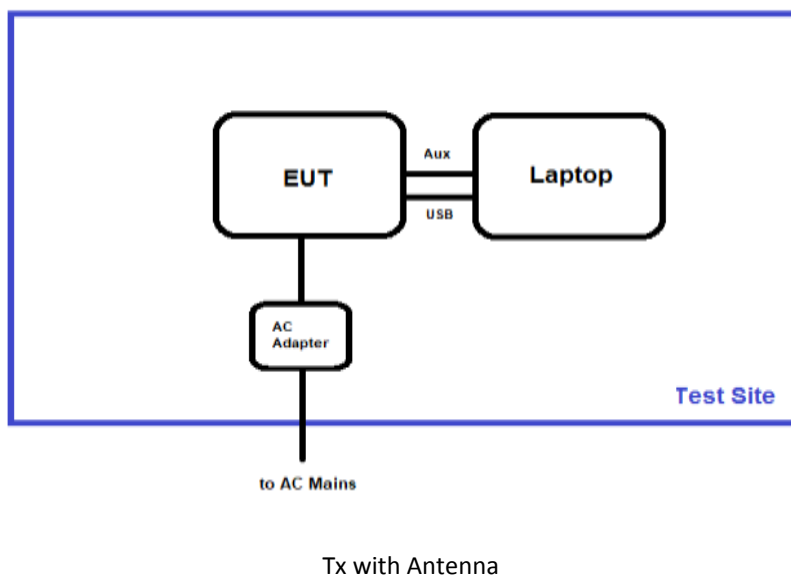 EUT
Aux
USB
Laptop
AC
Adapter
Test Site
to AC Mains
Tx with Antenna